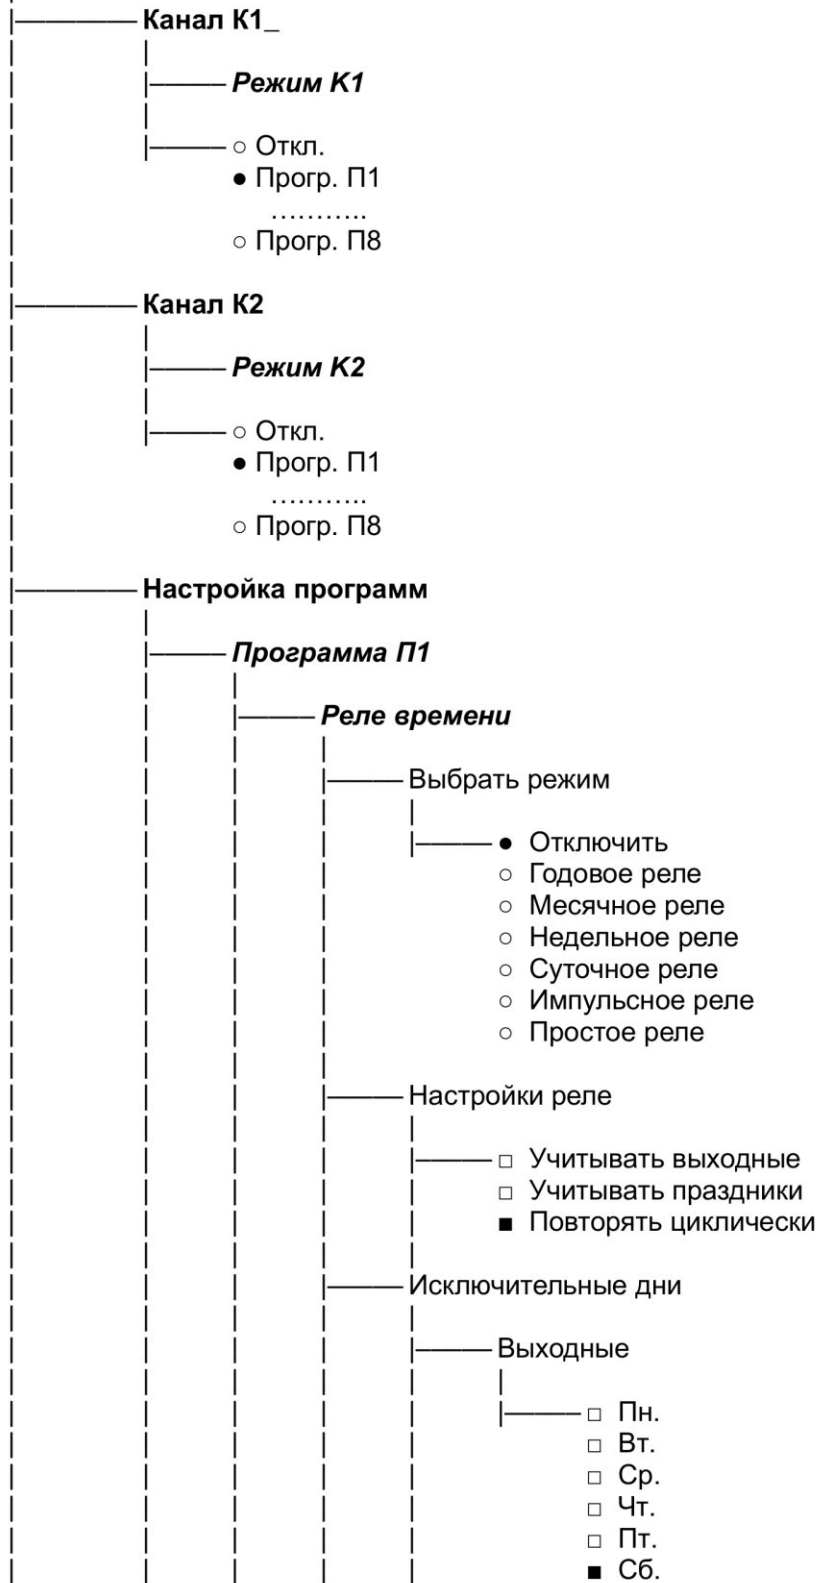 Канал К1_
Режим К1
○ Откл.
● Прогр. П1
...........
○ Прогр. П8
Канал К2
Режим К2
○ Откл.
● Прогр. П1
...........
○ Прогр. П8
Настройка программ
Программа П1
Реле времени
Выбрать режим
● Отключить
○ Годовое реле
○ Месячное реле
○ Недельное реле
○ Суточное реле
○ Импульсное реле
○ Простое реле
Настройки реле
□ Учитывать выходные
□ Учитывать праздники
■ Повторять циклически
Исключительные дни
Выходные
□ Пн.
□ Вт.
□ Ср.
□ Чт.
□ Пт.
■ Сб.